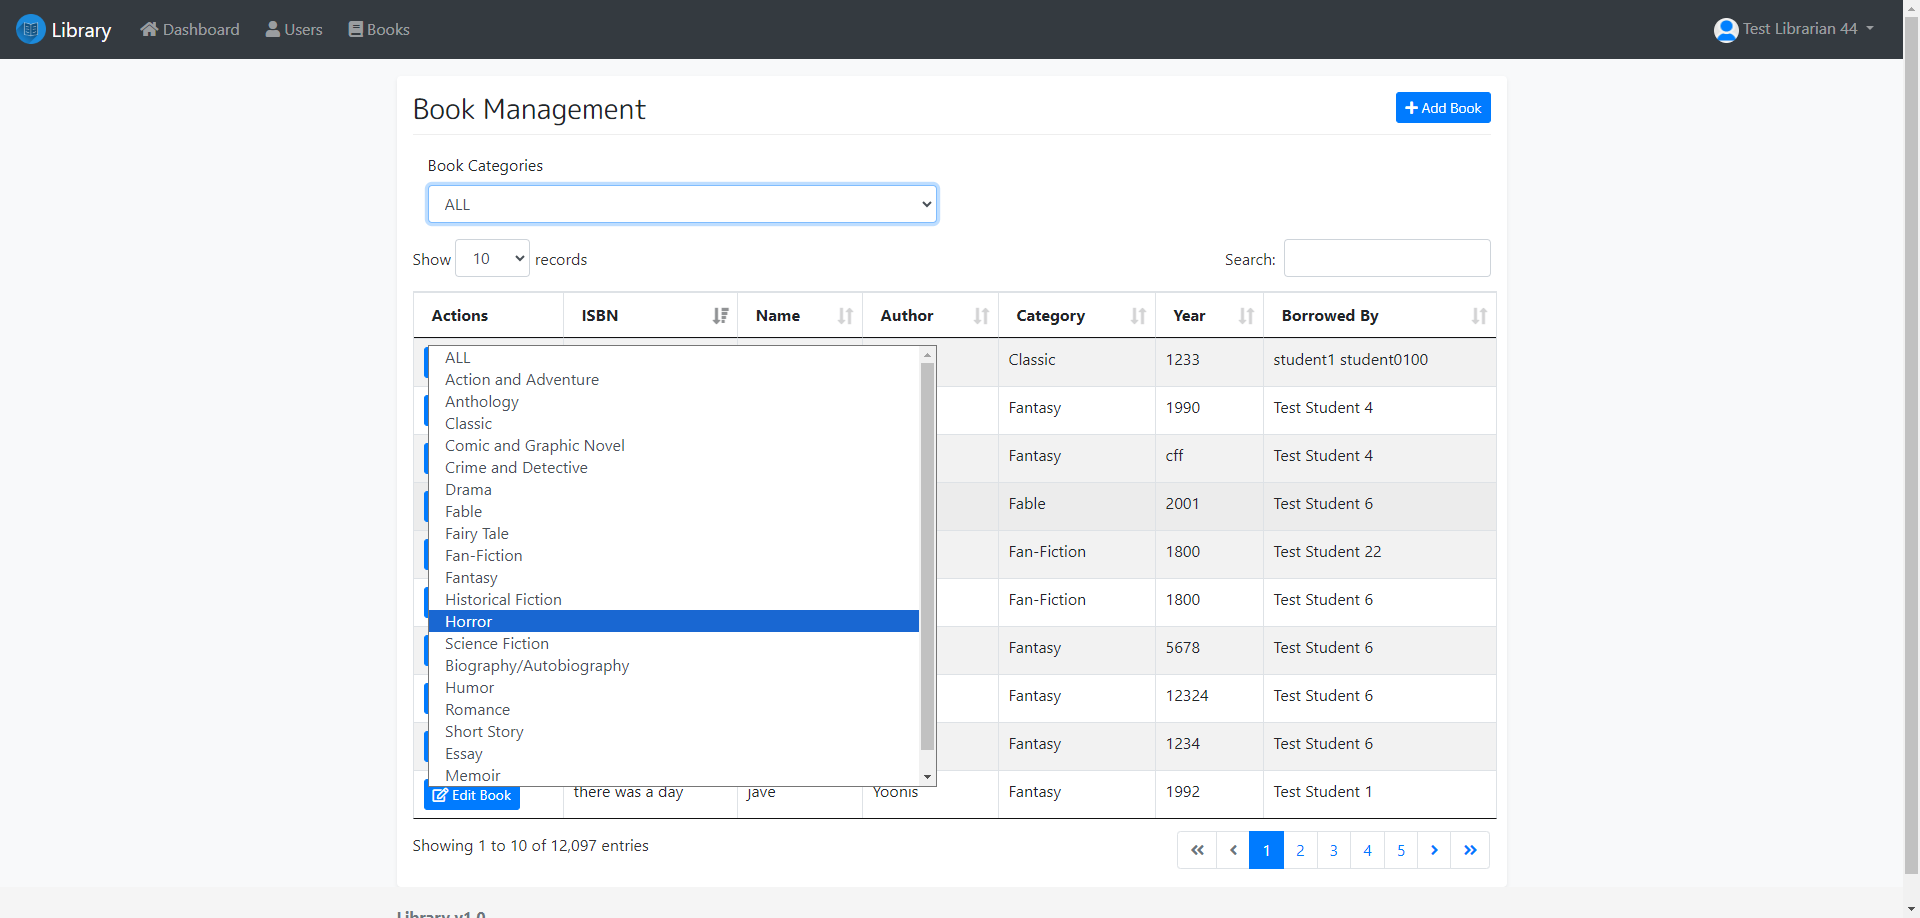 Library Dashboard Users Books Test Librarian 44
Book Management
Add Book
Book Categories
ALL
Show 10 records Search:
Actions ISBN Name Author Category Year Borrowed By
ALL
Action and Adventure
Anthology
Classic
Comic and Graphic Novel
Crime and Detective
Drama
Fable
Fairy Tale
Fan-Fiction
Fantasy
Historical Fiction
Horror
Science Fiction
Biography/Autobiography
Humor
Romance
Short Story
Essay
Memoir
Classic 1233 student1 student0100
Fantasy 1990 Test Student 4
Fantasy cff Test Student 4
Fable 2001 Test Student 6
Fan-Fiction 1800 Test Student 22
Fan-Fiction 1800 Test Student 6
Fantasy 5678 Test Student 6
Fantasy 12324 Test Student 6
Fantasy 1234 Test Student 6
Edit Book there was a day jave Yoonis Fantasy 1992 Test Student 1
Showing 1 to 10 of 12,097 entries
« ‹ 1 2 3 4 5 › »
Library v1.0